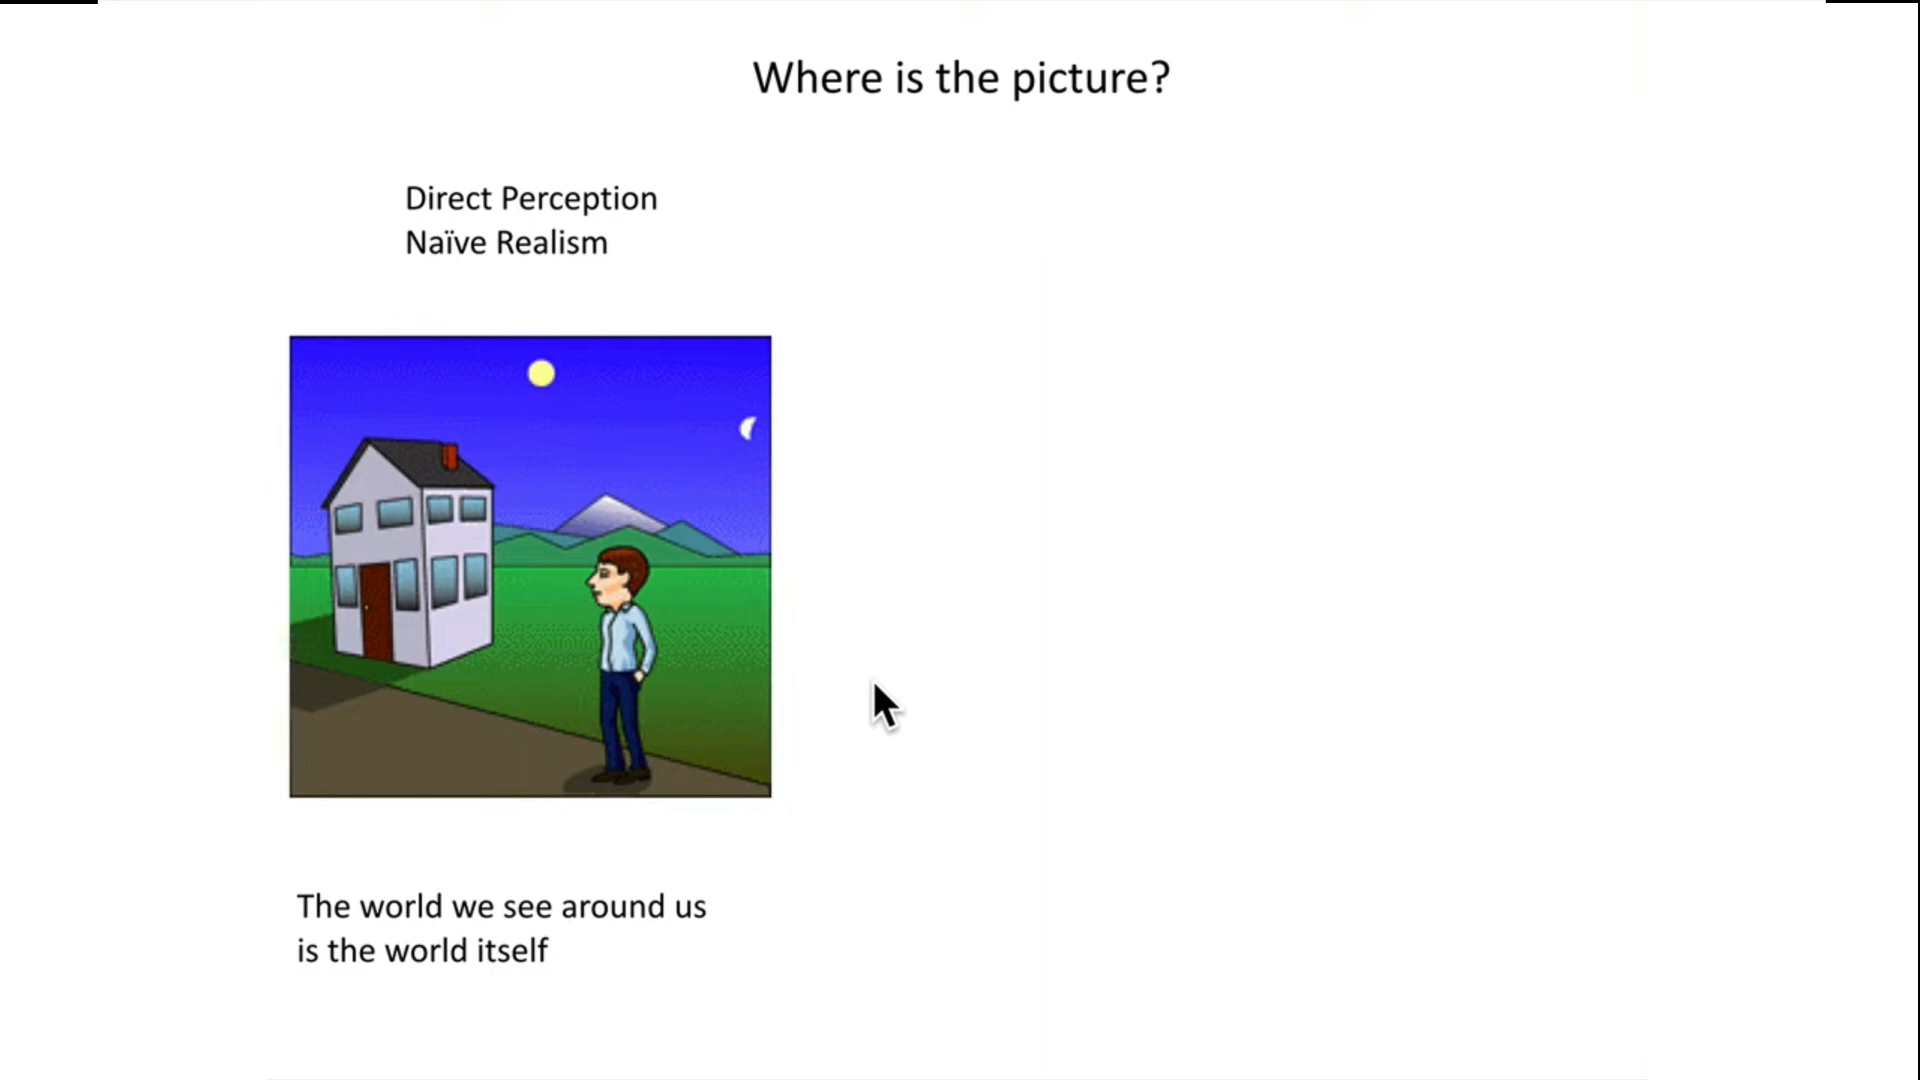 Where is the picture?
Direct Perception
Naïve Realism
The world we see around us
is the world itself